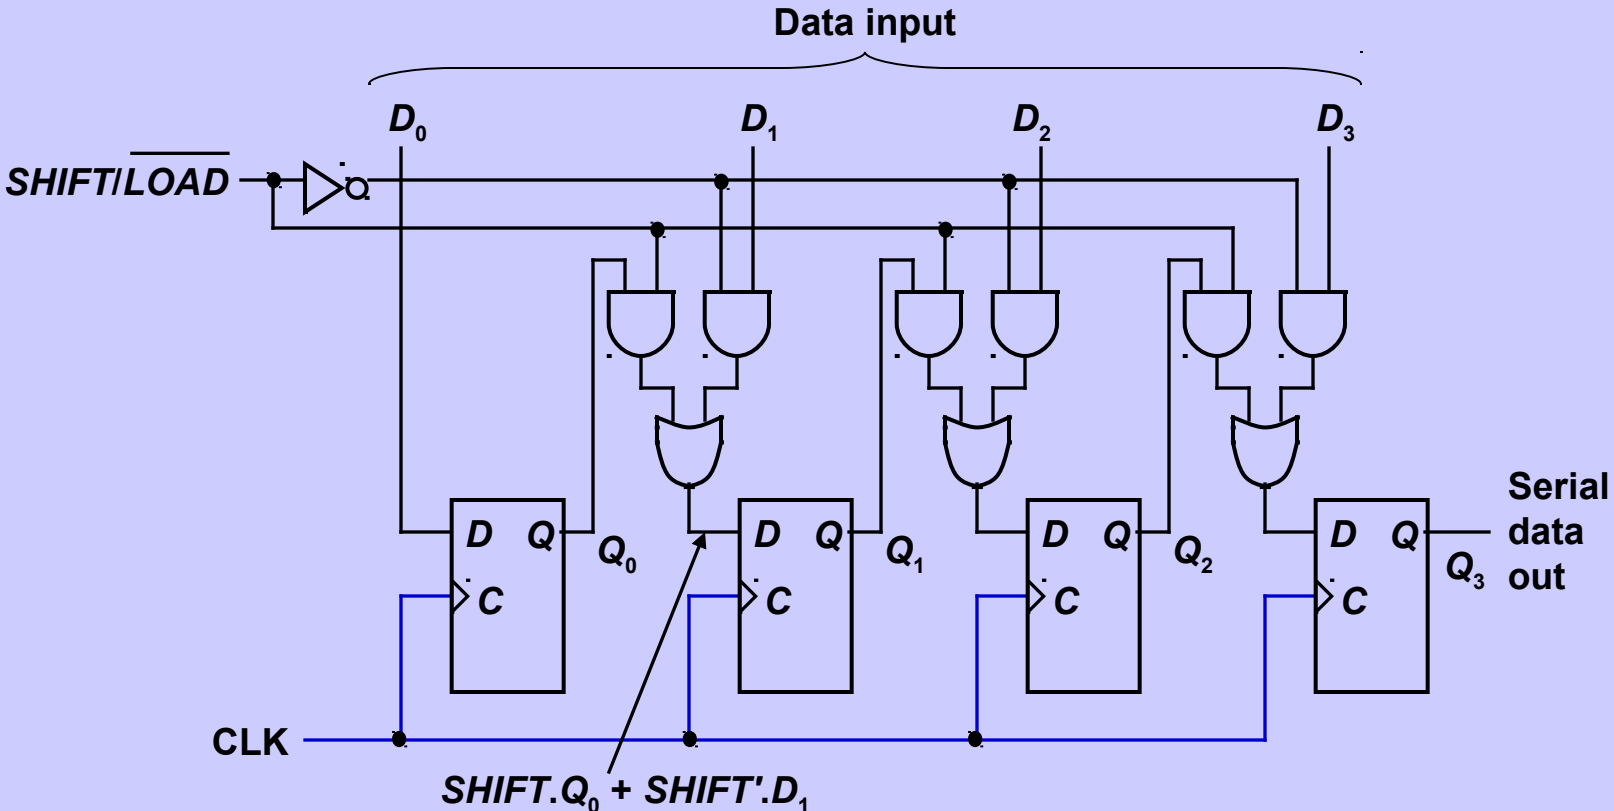 Data input
D₀ D₁ D₂ D₃
SHIFT/L̅O̅A̅D̅
D Q Q₀ D Q Q₁ D Q Q₂ D Q Q₃
C C C C
Serial
data
out
CLK
SHIFT.Q₀ + SHIFT'.D₁